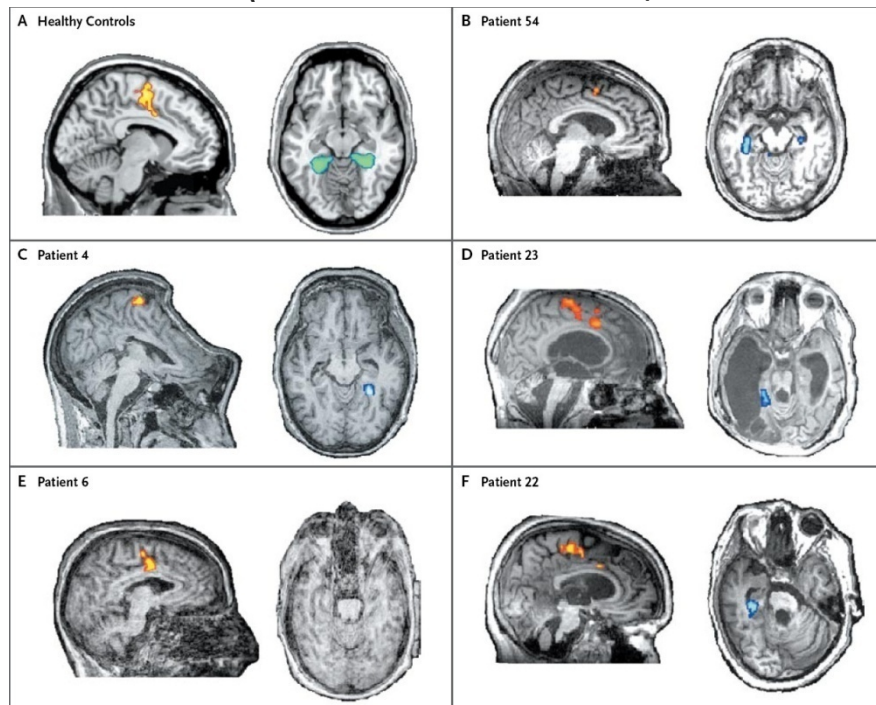 A Healthy Controls
B Patient 54
C Patient 4
D Patient 23
E Patient 6
F Patient 22